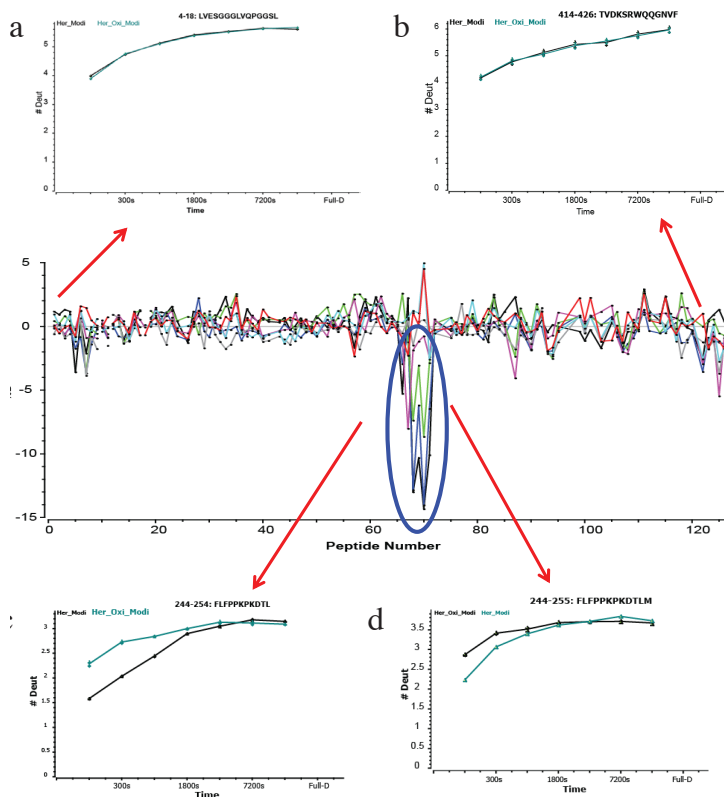 a
4-18: LVESGGGLVQPGGSL
Her_Modi Her_Oxi_Modi
# Deut
5
4
3
2
1
0
300s 1800s 7200s Full-D
Time
b
414-426: TVDKSRWQQGNVF
Her_Modi Her_Oxi_Modi
# Deut
6
5
4
3
2
1
0
300s 1800s 7200s Full-D
Time
5
0
-5
-10
-15
0 20 40 60 80 100 120
Peptide Number
244-254: FLFPPKPKDTL
Her_Modi Her_Oxi_Modi
# Deut
3
2.5
2
1.5
1
0.5
0
300s 1800s 7200s Full-D
Time
d
244-255: FLFPPKPKDTLM
Her_Oxi_Modi Her_Modi
# Deut
3.5
3
2.5
2
1.5
1
0.5
0
300s 1800s 7200s Full-D
Time